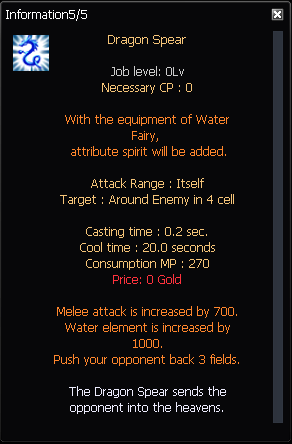 Information5/5
Dragon Spear
Job level: 0Lv
Necessary CP : 0
With the equipment of Water
Fairy,
attribute spirit will be added.
Attack Range : Itself
Target : Around Enemy in 4 cell
Casting time : 0.2 sec.
Cool time : 20.0 seconds
Consumption MP : 270
Price: 0 Gold
Melee attack is increased by 700.
Water element is increased by
1000.
Push your opponent back 3 fields.
The Dragon Spear sends the
opponent into the heavens.